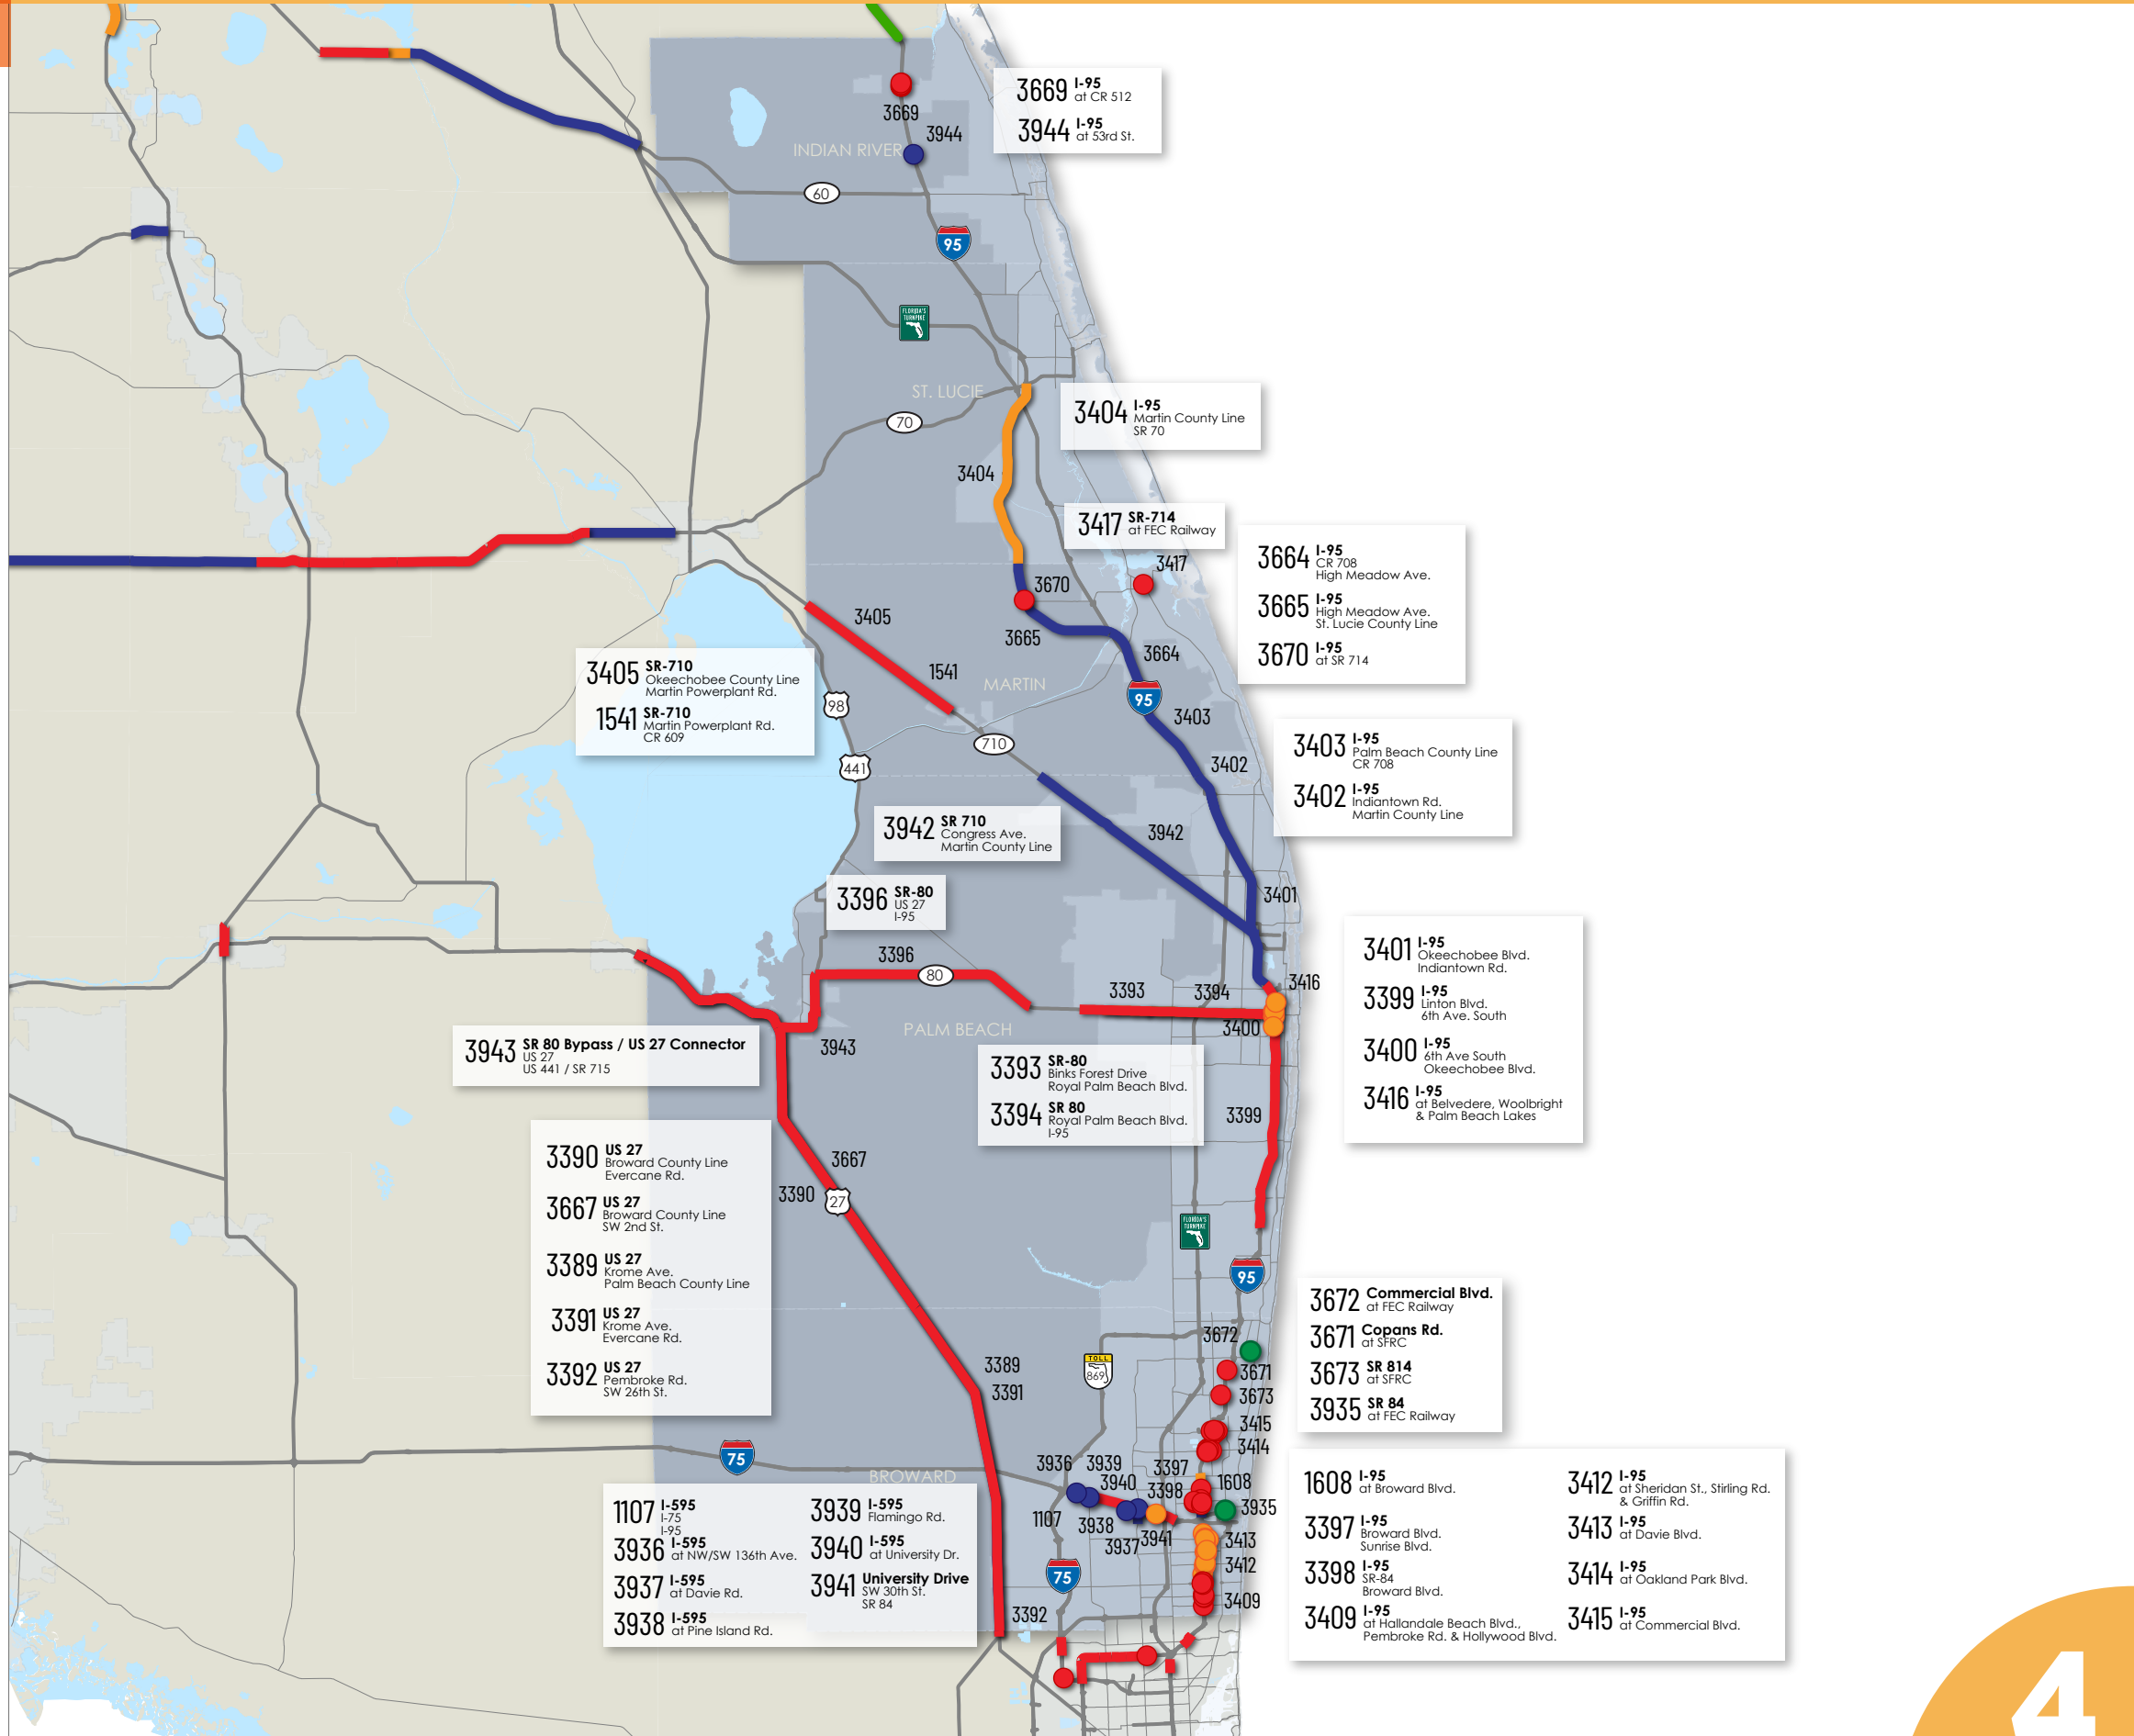 3669 I-95
at CR 512
3944 I-95
at 53rd St.
3669
3944
INDIAN RIVER
60
95
FLORIDA'S
TURNPIKE
ST. LUCIE
70
3404 I-95
Martin County Line
SR 70
3404
3417 SR-714
at FEC Railway
3417
3670
3665
3664
3664 I-95
CR 708
High Meadow Ave.
3665 I-95
High Meadow Ave.
St. Lucie County Line
3670 I-95
at SR 714
3405
1541
MARTIN
3405 SR-710
Okeechobee County Line
Martin Powerplant Rd.
1541 SR-710
Martin Powerplant Rd.
CR 609
98
441
710
95
3403
3402
3403 I-95
Palm Beach County Line
CR 708
3402 I-95
Indiantown Rd.
Martin County Line
3942 SR 710
Congress Ave.
Martin County Line
3942
3396 SR-80
US 27
I-95
3401
3396
80
3393
3394
3416
3400
PALM BEACH
3943
3401 I-95
Okeechobee Blvd.
Indiantown Rd.
3399 I-95
Linton Blvd.
6th Ave. South
3400 I-95
6th Ave South
Okeechobee Blvd.
3416 I-95
at Belvedere, Woolbright
& Palm Beach Lakes
3943 SR 80 Bypass / US 27 Connector
US 27
US 441 / SR 715
3393 SR-80
Binks Forest Drive
Royal Palm Beach Blvd.
3394 SR 80
Royal Palm Beach Blvd.
I-95
3399
3667
3390
27
3390 US 27
Broward County Line
Evercane Rd.
3667 US 27
Broward County Line
SW 2nd St.
3389 US 27
Krome Ave.
Palm Beach County Line
3391 US 27
Krome Ave.
Evercane Rd.
3392 US 27
Pembroke Rd.
SW 26th St.
FLORIDA'S
TURNPIKE
95
3672 Commercial Blvd.
at FEC Railway
3671 Copans Rd.
at SFRC
3673 SR 814
at SFRC
3935 SR 84
at FEC Railway
3672
3671
3673
3415
3414
TOLL
869
3389
3391
75
BROWARD
3936
3939
3940
3397
3398
1608
3935
1107
3938
3937
3941
3413
3412
3409
75
3392
1107 I-595
I-75
I-95
3936 I-595
at NW/SW 136th Ave.
3937 I-595
at Davie Rd.
3938 I-595
at Pine Island Rd.
3939 I-595
Flamingo Rd.
3940 I-595
at University Dr.
3941 University Drive
SW 30th St.
SR 84
1608 I-95
at Broward Blvd.
3397 I-95
Broward Blvd.
Sunrise Blvd.
3398 I-95
SR-84
Broward Blvd.
3409 I-95
at Hallandale Beach Blvd.,
Pembroke Rd. & Hollywood Blvd.
3412 I-95
at Sheridan St., Stirling Rd.
& Griffin Rd.
3413 I-95
at Davie Blvd.
3414 I-95
at Oakland Park Blvd.
3415 I-95
at Commercial Blvd.
4